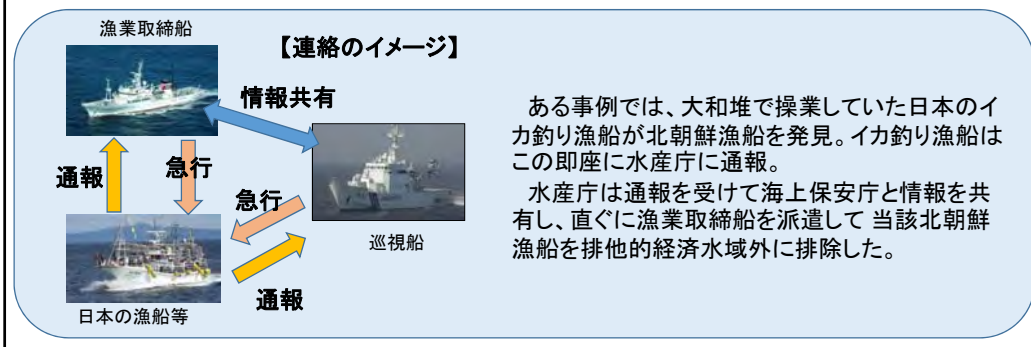 漁業取締船
【連絡のイメージ】
情報共有
通報
急行
急行
巡視船
通報
日本の漁船等
ある事例では、大和堆で操業していた日本のイ
カ釣り漁船が北朝鮮漁船を発見。イカ釣り漁船は
この即座に水産庁に通報。
水産庁は通報を受けて海上保安庁と情報を共
有し、直ぐに漁業取締船を派遣して 当該北朝鮮
漁船を排他的経済水域外に排除した。